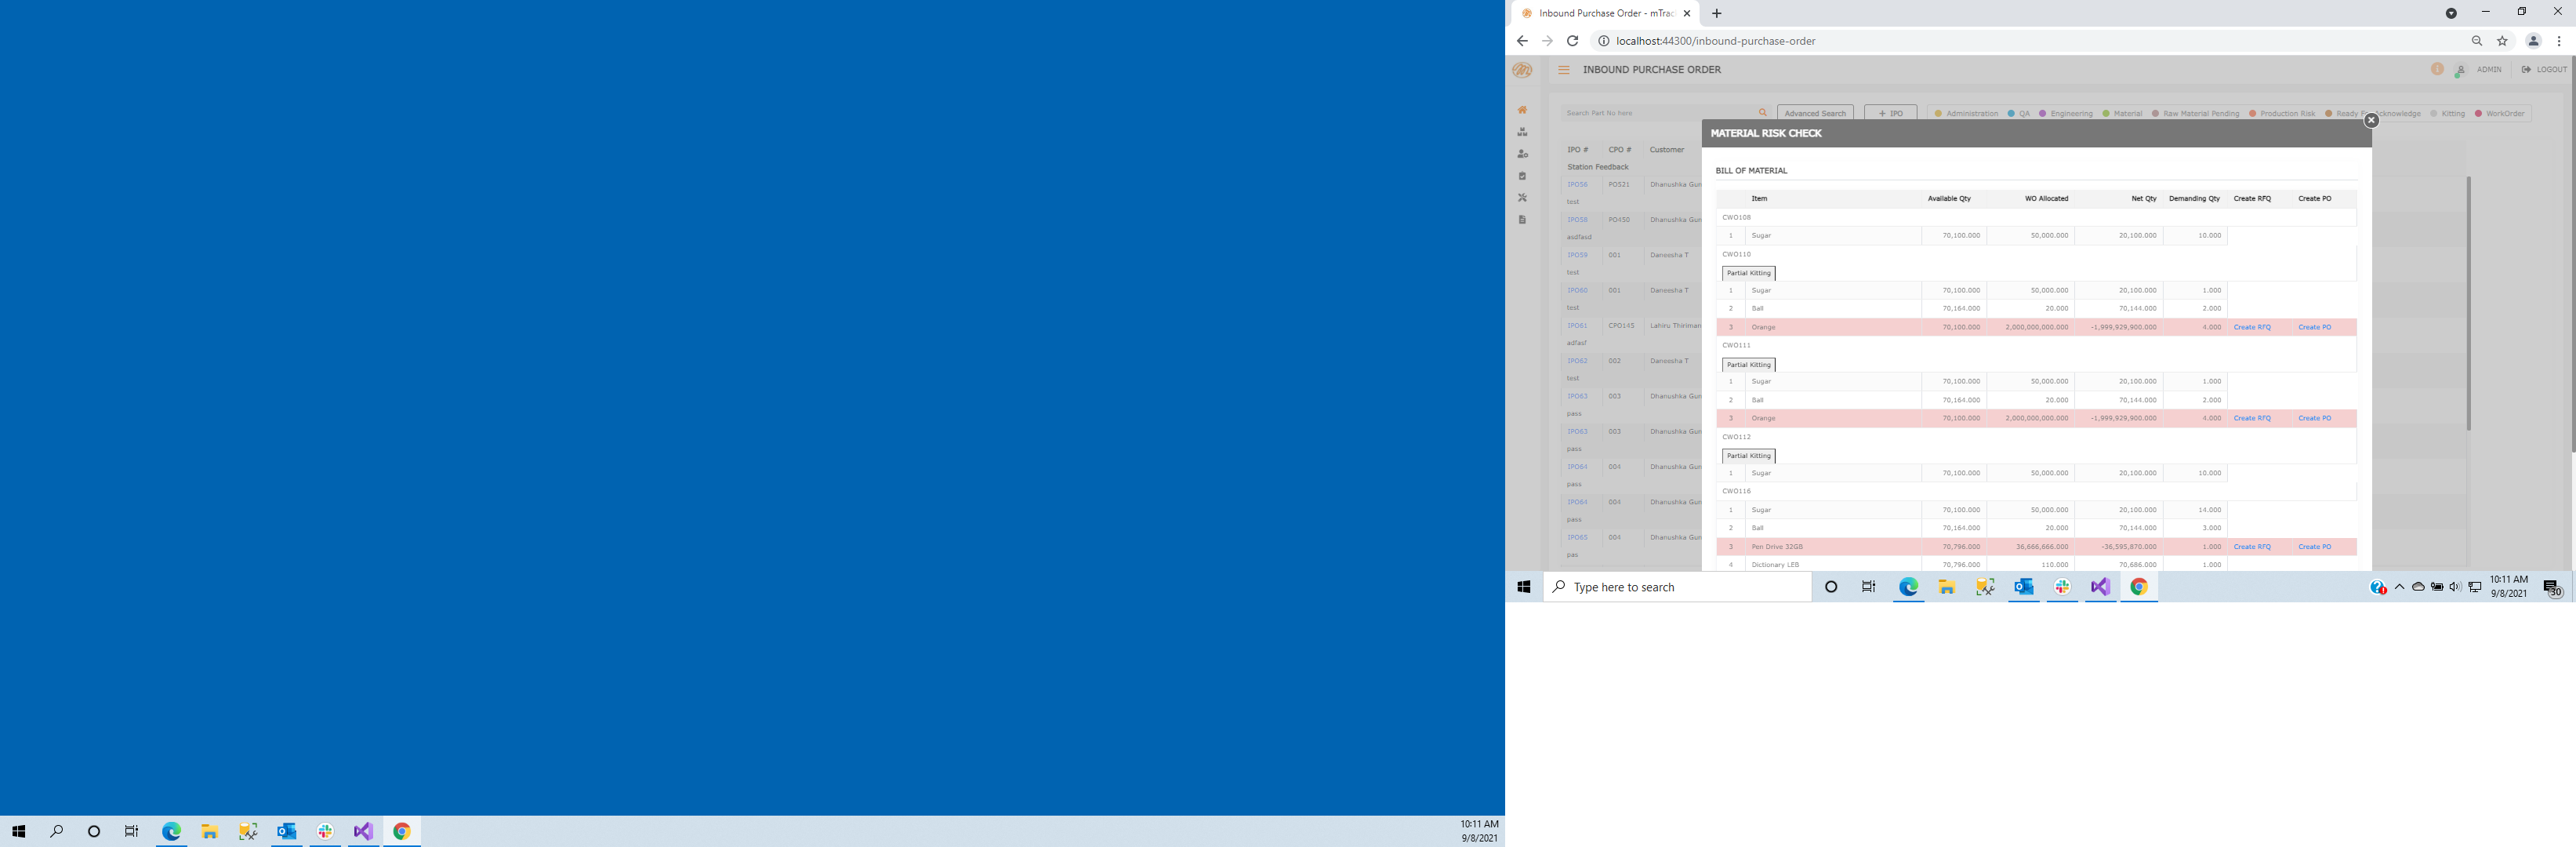 Inbound Purchase Order - mTrac
localhost:44300/inbound-purchase-order
INBOUND PURCHASE ORDER
ADMIN
LOGOUT
Search Part No here
Advanced Search
+ IPO
Administration QA Engineering Material Raw Material Pending Production Risk Ready Fo cknowledge Kitting WorkOrder
MATERIAL RISK CHECK
IPO # CPO # Customer
Station Feedback
IPO56 PO521 Dhanushka Gun
test
IPO58 PO450 Dhanushka Gun
asdfasd
IPO59 001 Daneesha T
test
IPO60 001 Daneesha T
test
IPO61 CPO145 Lahiru Thiriman
adfasf
IPO62 002 Daneesha T
test
IPO63 003 Dhanushka Gun
pass
IPO63 003 Dhanushka Gun
pass
IPO64 004 Dhanushka Gun
pass
IPO64 004 Dhanushka Gun
pass
IPO65 004 Dhanushka Gun
pas
BILL OF MATERIAL
Item Available Qty WO Allocated Net Qty Demanding Qty Create RFQ Create PO
CWO108
1 Sugar 70,100.000 50,000.000 20,100.000 10.000
CWO110
Partial Kitting
1 Sugar 70,100.000 50,000.000 20,100.000 1.000
2 Ball 70,164.000 20.000 70,144.000 2.000
3 Orange 70,100.000 2,000,000,000.000 -1,999,929,900.000 4.000 Create RFQ Create PO
CWO111
Partial Kitting
1 Sugar 70,100.000 50,000.000 20,100.000 1.000
2 Ball 70,164.000 20.000 70,144.000 2.000
3 Orange 70,100.000 2,000,000,000.000 -1,999,929,900.000 4.000 Create RFQ Create PO
CWO112
Partial Kitting
1 Sugar 70,100.000 50,000.000 20,100.000 10.000
CWO116
1 Sugar 70,100.000 50,000.000 20,100.000 14.000
2 Ball 70,164.000 20.000 70,144.000 3.000
3 Pen Drive 32GB 70,796.000 36,666,666.000 -36,595,870.000 1.000 Create RFQ Create PO
4 Dictionary LEB 70,796.000 110.000 70,686.000 1.000
Type here to search
10:11 AM
9/8/2021
30
10:11 AM
9/8/2021